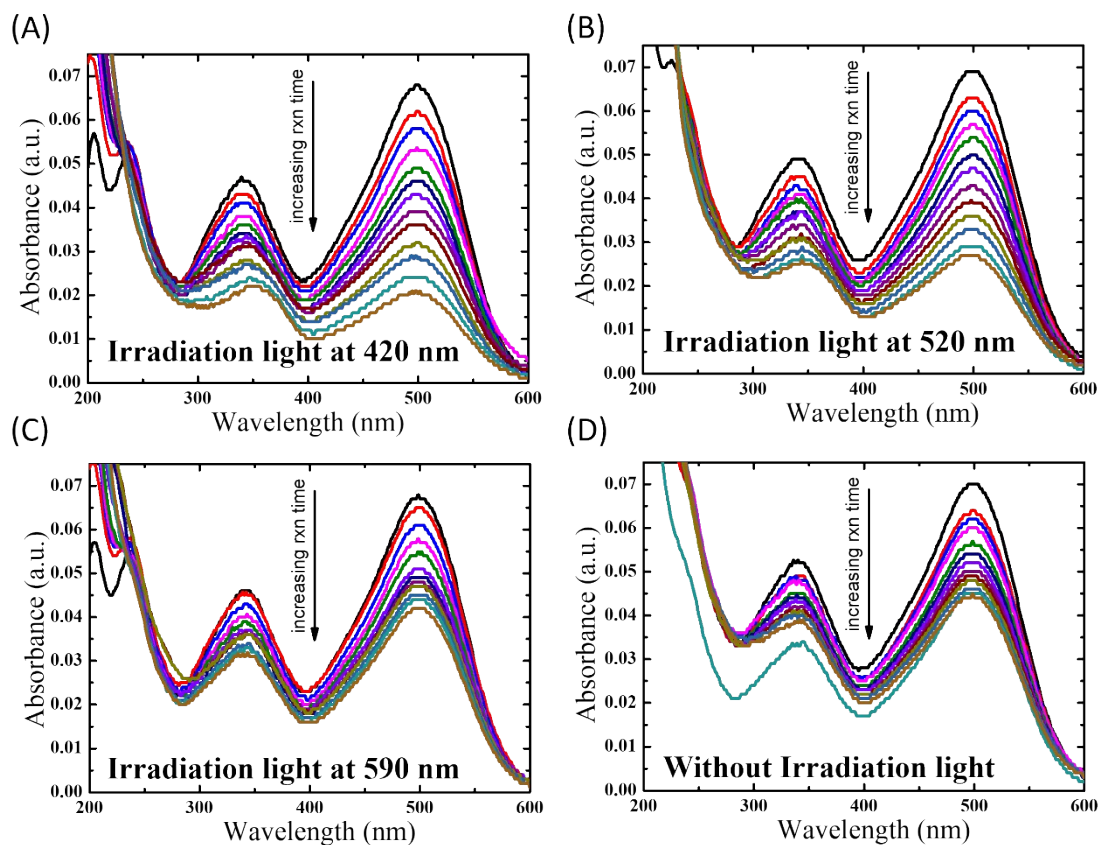 (A)
Absorbance (a.u.)
0.07
0.06
0.05
0.04
0.03
0.02
0.01
0.00
increasing rxn time
Irradiation light at 420 nm
200 300 400 500 600
Wavelength (nm)
(B)
Absorbance (a.u.)
0.07
0.06
0.05
0.04
0.03
0.02
0.01
0.00
increasing rxn time
Irradiation light at 520 nm
200 300 400 500 600
Wavelength (nm)
(C)
Absorbance (a.u.)
0.07
0.06
0.05
0.04
0.03
0.02
0.01
0.00
increasing rxn time
Irradiation light at 590 nm
200 300 400 500 600
Wavelength (nm)
(D)
Absorbance (a.u.)
0.07
0.06
0.05
0.04
0.03
0.02
0.01
0.00
increasing rxn time
Without Irradiation light
200 300 400 500 600
Wavelength (nm)